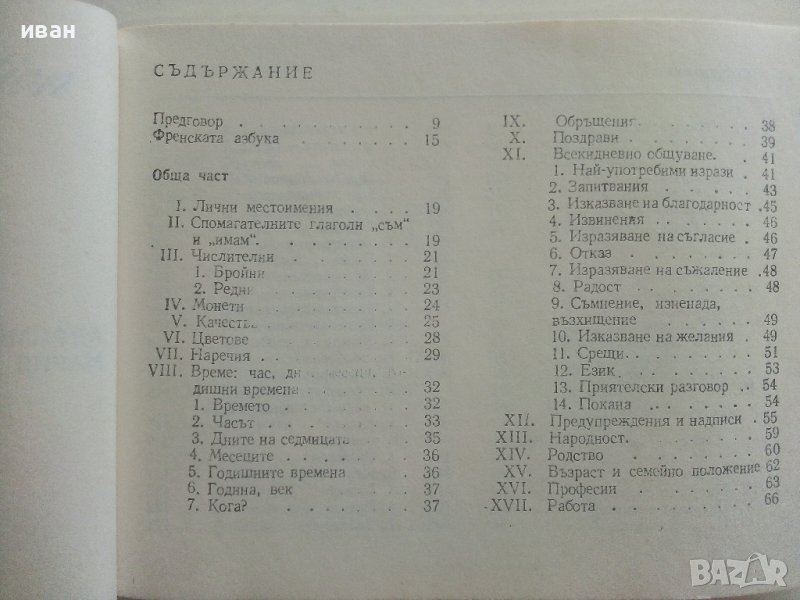 иван
СЪДЪРЖАНИЕ
Предговор . . . . . . . . 9
Френската азбука . . . . . . 15
Обща част
I. Лични местоимения . . . . 19
II. Спомагателните глаголи „съм“
и „имам“. . . . . . . . 19
III. Числителни . . . . . . . 21
1. Бройни . . . . . . . 21
2. Редни . . . . . . . 23
IV. Монети . . . . . . . . 24
V. Качества . . . . . . . 25
VI. Цветове . . . . . . . . 28
VII. Наречия . . . . . . . . 29
VIII. Време: час,
времена . . . . . . 32
1. Времето . . . . . . . 32
2. Часът . . . . . . . 33
3. Дните на седмицата . . . . 35
4. Месеците . . . . . . . 36
5. Годишните времена . . . . 36
6. Година, век . . . . . . 37
7. Кога? . . . . . . . . 37
IX. Обръщения. . . . . . . 38
X. Поздрави . . . . . . . 39
XI. Всекидневно общуване. . . . 41
1. Най-употребими изрази . . 41
2. Запитвания . . . . . . 43
3. Изказване на благодарност . 45
4. Извинения . . . . . . 46
5. Изразяване на съгласие . . 46
6. Отказ . . . . . . . 47
7. Изразяване на съжаление . 48
8. Радост . . . . . . . 48
9. Съмнение, изненада,
възхищение . . . . . . 49
10. Изказване на желания . . 49
11. Срещи. . . . . . . 51
12. Език . . . . . . . 53
13. Приятелски разговор . . 54
14. Покана . . . . . . 54
XII. Предупреждения и надписи . 55
XIII. Народност. . . . . . . 59
XIV. Родство . . . . . . . 60
XV. Възраст и семейно положение 62
XVI. Професии . . . . . . . 63
XVII. Работа . . . . . . . . 66
BAZAR